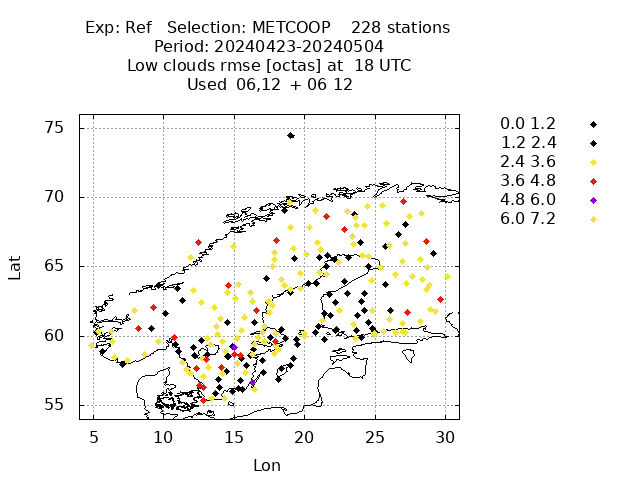 Exp: Ref   Selection: METCOOP    228 stations
Period: 20240423-20240504
Low clouds rmse [octas] at  18 UTC
Used  06,12  + 06 12
75
70
65
60
55
Lat
5 10 15 20 25 30
Lon
0.0 1.2
1.2 2.4
2.4 3.6
3.6 4.8
4.8 6.0
6.0 7.2